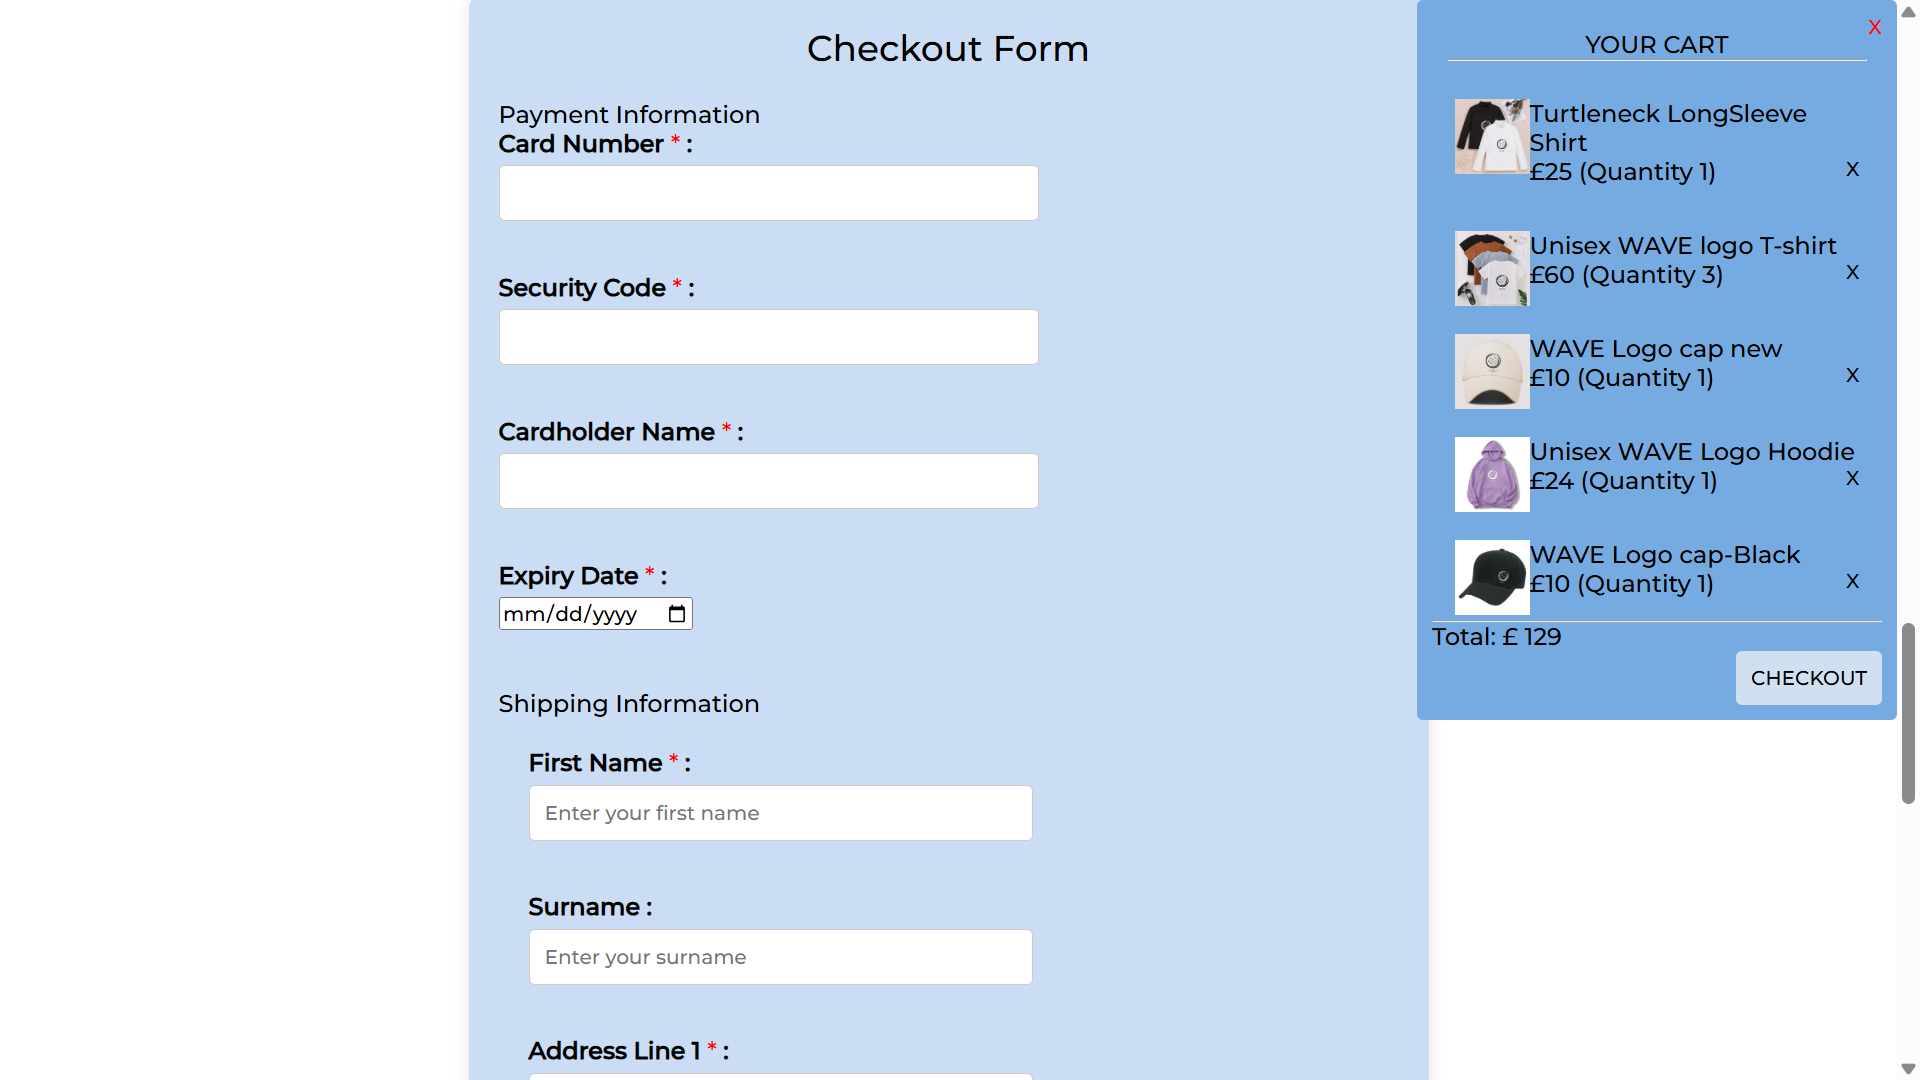 Checkout Form
Payment Information
Card Number * :
Security Code * :
Cardholder Name * :
Expiry Date * :
mm/dd/yyyy
Shipping Information
First Name * :
Enter your first name
Surname :
Enter your surname
Address Line 1 * :
X
YOUR CART
Turtleneck LongSleeve
Shirt
£25 (Quantity 1)
X
Unisex WAVE logo T-shirt
£60 (Quantity 3)
X
WAVE Logo cap new
£10 (Quantity 1)
X
Unisex WAVE Logo Hoodie
£24 (Quantity 1)
X
WAVE Logo cap-Black
£10 (Quantity 1)
X
Total: £ 129
CHECKOUT